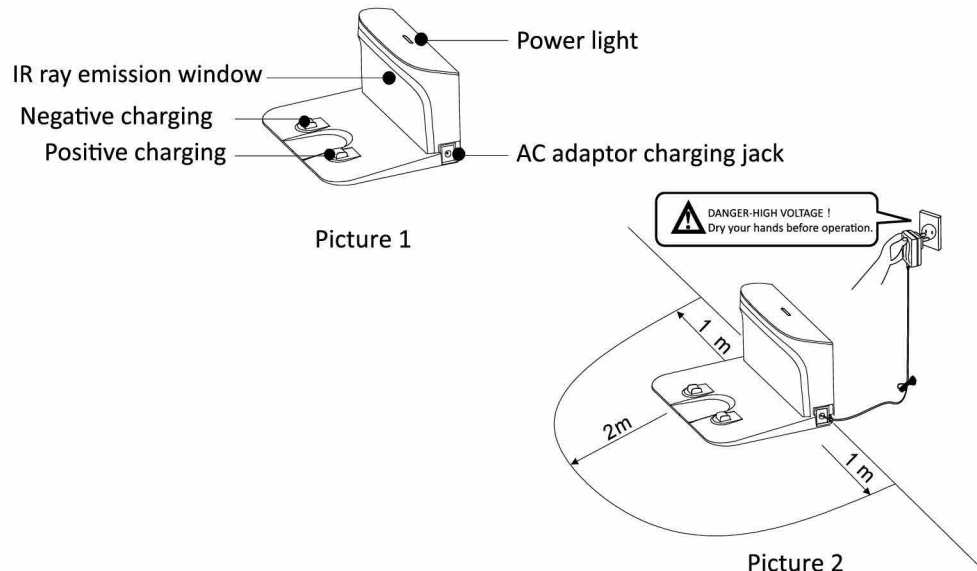 Power light
IR ray emission window
Negative charging
Positive charging
AC adaptor charging jack
Picture 1
DANGER-HIGH VOLTAGE !
Dry your hands before operation.
1 m
2m
1 m
Picture 2